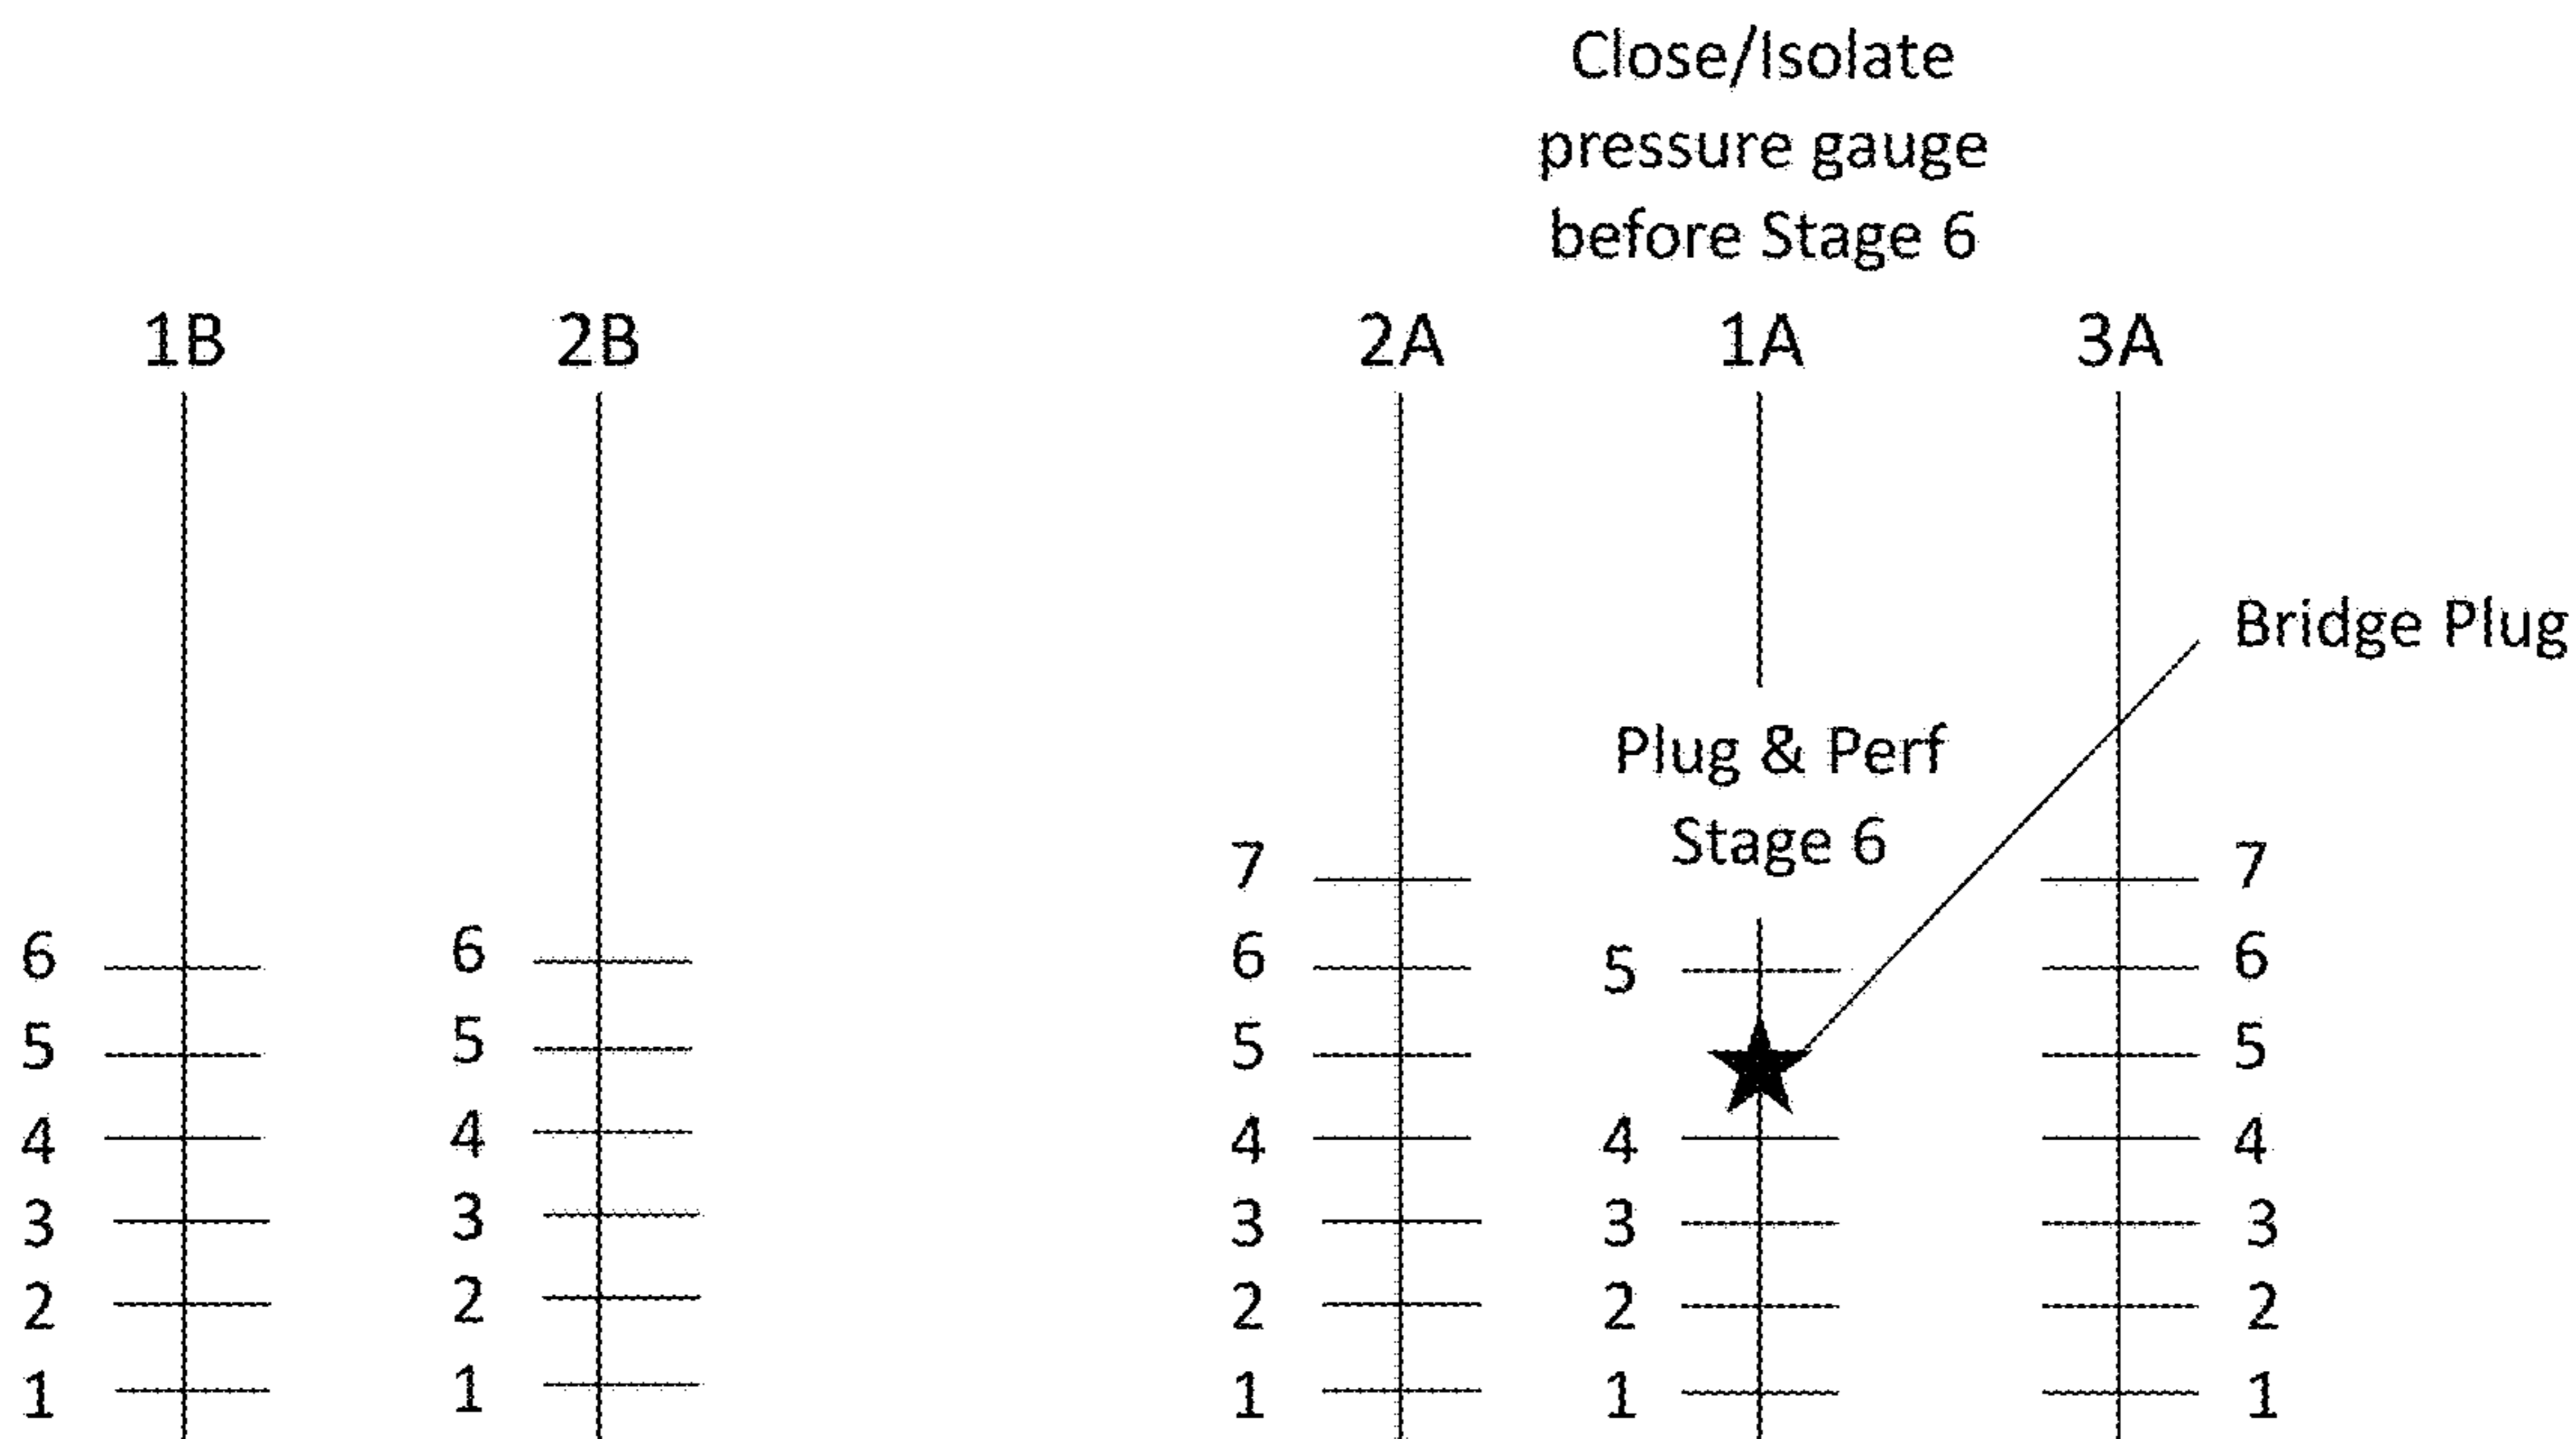 Close/Isolate
pressure gauge
before Stage 6
1B
2B
2A
1A
3A
Bridge Plug
Plug & Perf
Stage 6
6
5
4
3
2
1
6
5
4
3
2
1
7
6
5
4
3
2
1
5
4
3
2
1
7
6
5
4
3
2
1